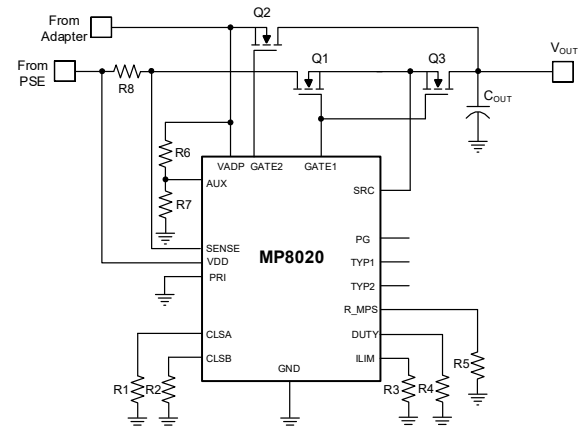 From
Adapter
Q2
From
PSE
R8
Q1
Q3
VOUT
COUT
R6
R7
VADP
GATE2
GATE1
AUX
SRC
SENSE
VDD
PRI
MP8020
PG
TYP1
TYP2
R_MPS
DUTY
ILIM
CLSA
CLSB
GND
R1
R2
R3
R4
R5